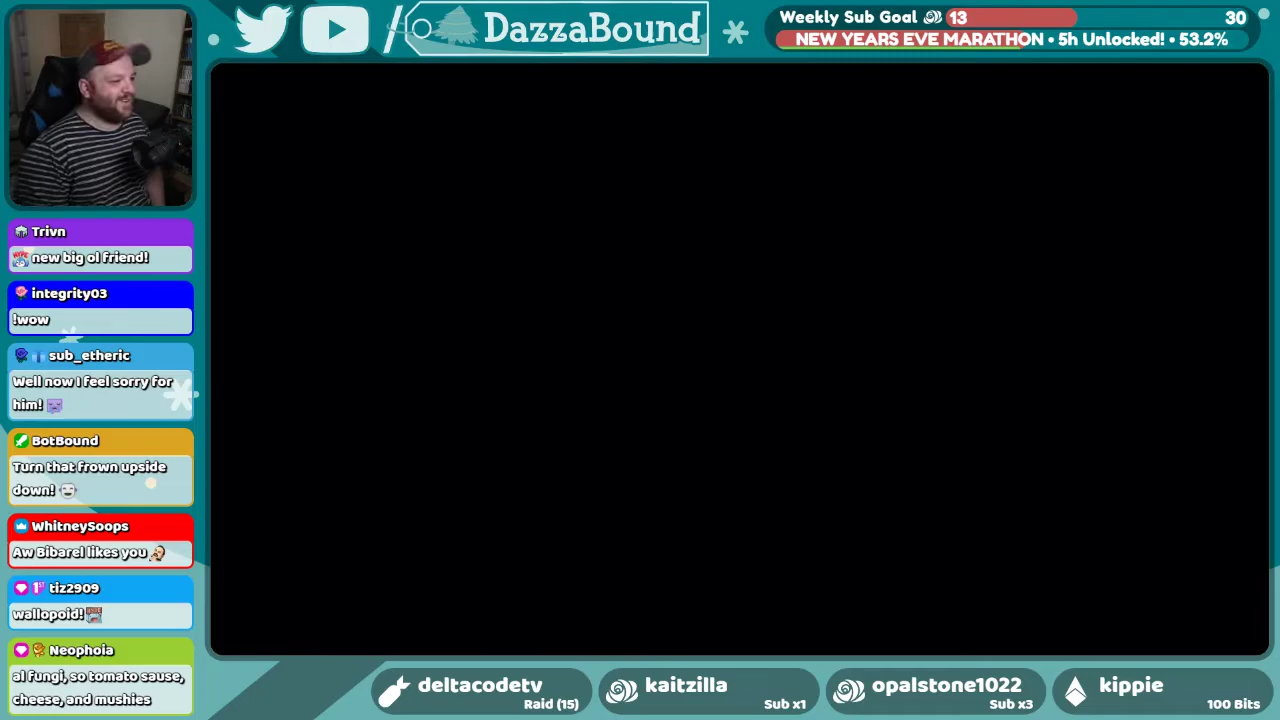 / DazzaBound
Weekly Sub Goal 13 30
NEW YEARS EVE MARATHON • 5h Unlocked! • 53.2%
Trivn
new big ol friend!
integrity03
!wow
sub_etheric
Well now I feel sorry for
him!
BotBound
Turn that frown upside
down!
WhitneySoops
Aw Bibarel likes you
tiz2909
wallopoid!
Neophoia
al fungi, so tomato sause,
cheese, and mushies
deltacodetv
Raid (15)
kaitzilla
Sub x1
opalstone1022
Sub x3
kippie
100 Bits